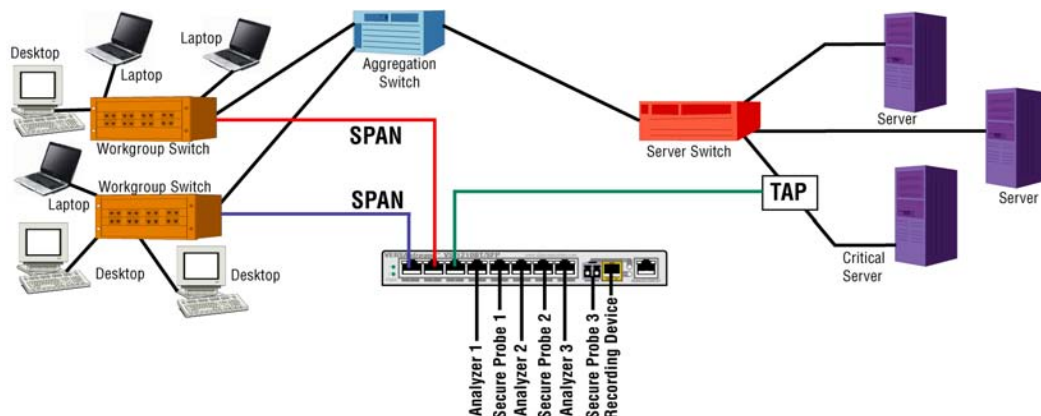 Desktop
Laptop
Laptop
Aggregation
Switch
Server
Workgroup Switch
SPAN
Server Switch
Workgroup Switch
Laptop
SPAN
TAP
Server
Desktop
Desktop
Critical
Server
Analyzer 1
Secure Probe 1
Analyzer 2
Secure Probe 2
Analyzer 3
Secure Probe 3
Recording Device